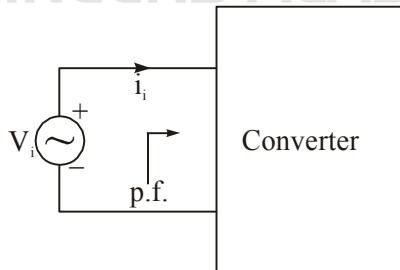 i_i
+
V_i
Converter
−
p.f.